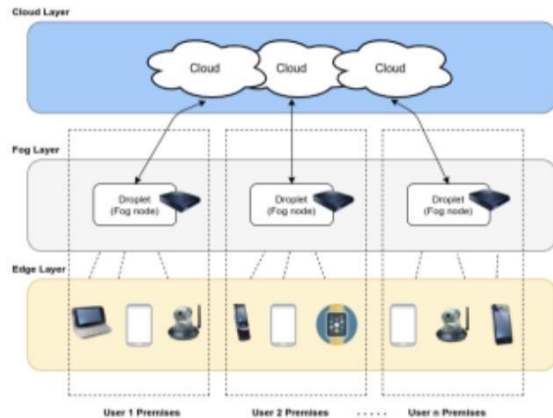 Cloud Layer
Cloud
Cloud
Cloud
Fog Layer
Droplet
(Fog node)
Droplet
(Fog node)
Droplet
(Fog node)
Edge Layer
User 1 Premises
User 2 Premises
.....
User n Premises